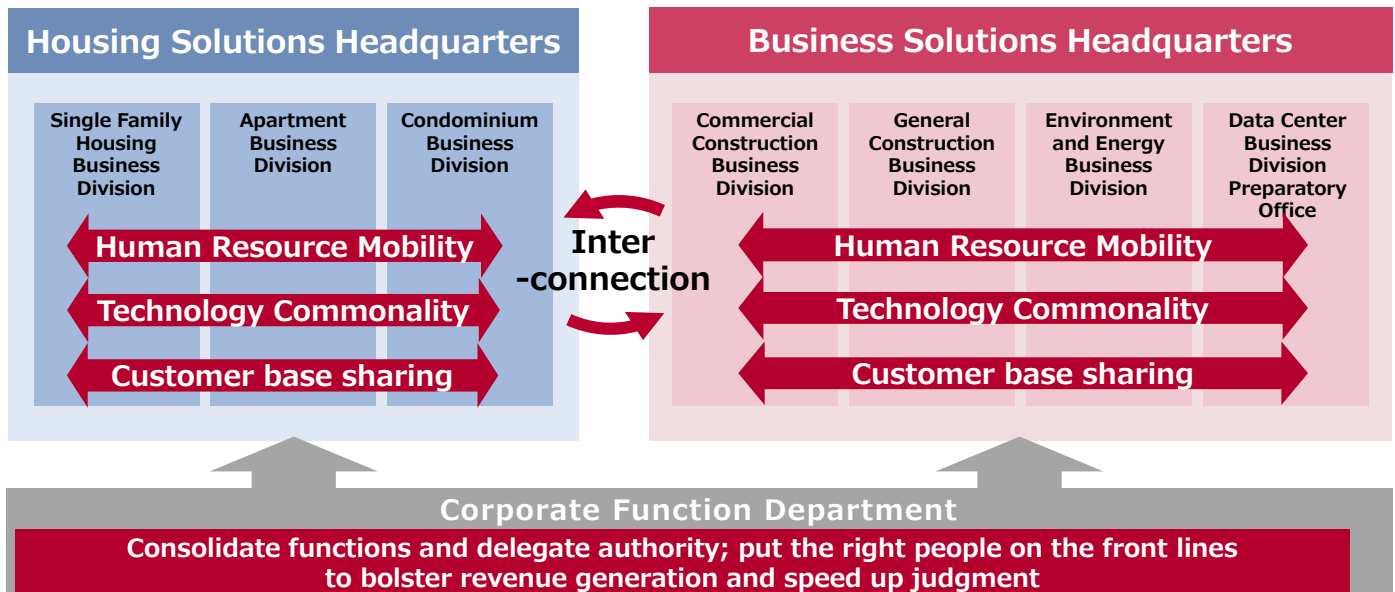 Housing Solutions Headquarters
Single Family
Housing
Business
Division
Apartment
Business
Division
Condominium
Business
Division
Human Resource Mobility
Technology Commonality
Customer base sharing
Inter
-connection
Business Solutions Headquarters
Commercial
Construction
Business
Division
General
Construction
Business
Division
Environment
and Energy
Business
Division
Data Center
Business
Division
Preparatory
Office
Human Resource Mobility
Technology Commonality
Customer base sharing
Corporate Function Department
Consolidate functions and delegate authority; put the right people on the front lines
to bolster revenue generation and speed up judgment